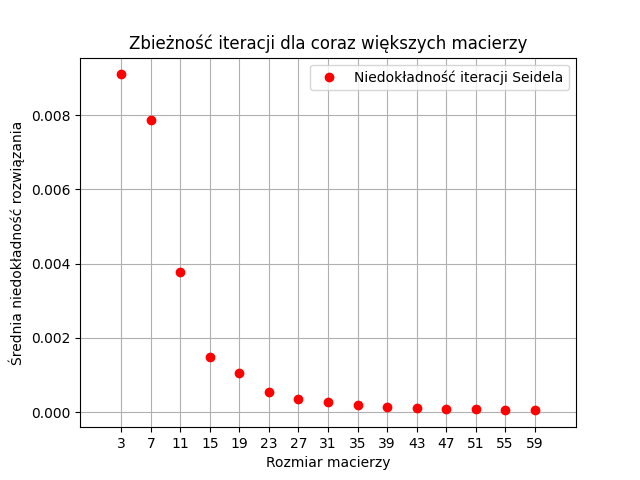 Zbieżność iteracji dla coraz większych macierzy
Niedokładność iteracji Seidela
Średnia niedokładność rozwiązania
0.008
0.006
0.004
0.002
0.000
3 7 11 15 19 23 27 31 35 39 43 47 51 55 59
Rozmiar macierzy